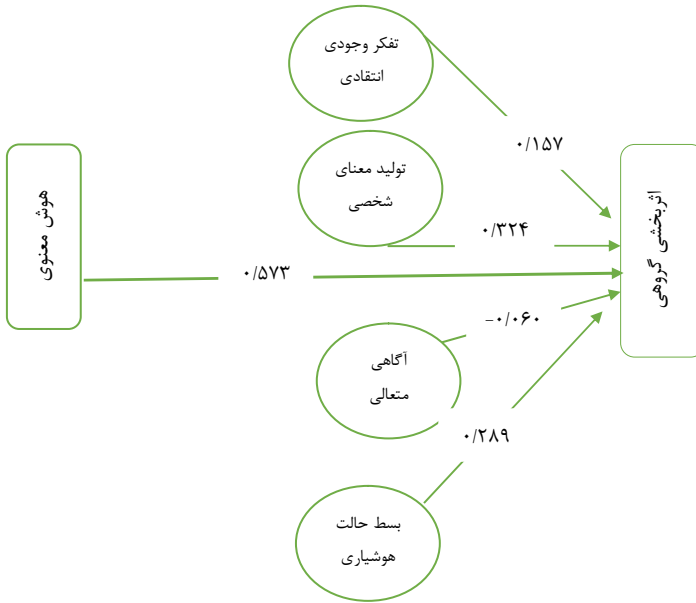 تفکر وجودی
انتقادی
۰/۱۵۷
تولید معنای
شخصی
۰/۳۲۴
اثربخشی گروهی
هوش معنوی
۰/۵۷۳
-۰/۰۶۰
آگاهی
متعالی
۰/۲۸۹
بسط حالت
هوشیاری